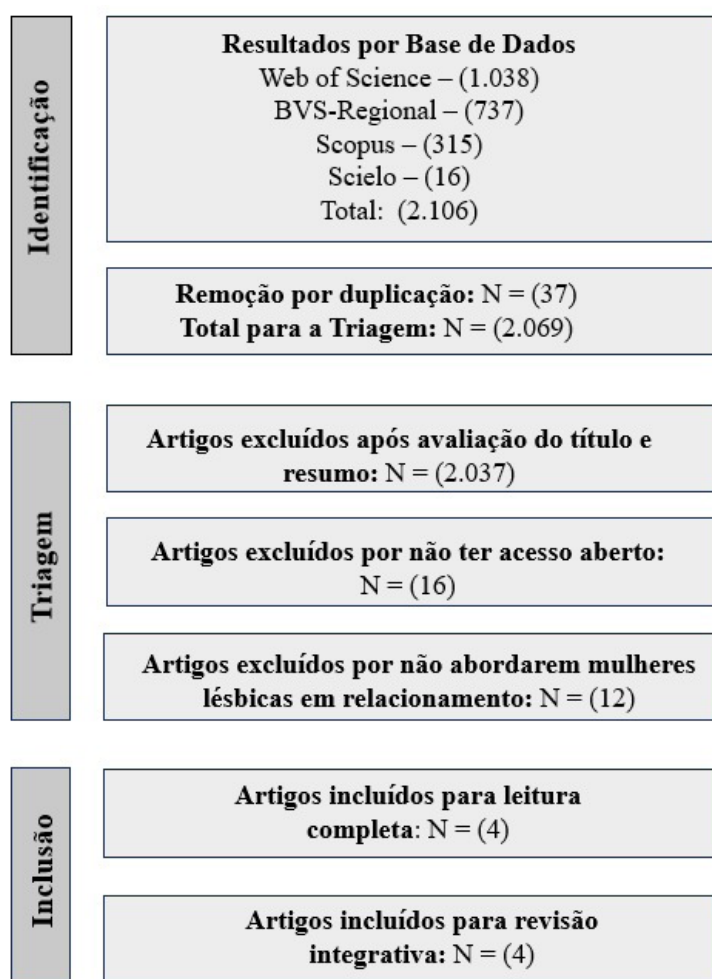 Identificação
Resultados por Base de Dados
Web of Science – (1.038)
BVS-Regional – (737)
Scopus – (315)
Scielo – (16)
Total: (2.106)
Remoção por duplicação: N = (37)
Total para a Triagem: N = (2.069)
Triagem
Artigos excluídos após avaliação do título e
resumo: N = (2.037)
Artigos excluídos por não ter acesso aberto:
N = (16)
Artigos excluídos por não abordarem mulheres
lésbicas em relacionamento: N = (12)
Inclusão
Artigos incluídos para leitura
completa: N = (4)
Artigos incluídos para revisão
integrativa: N = (4)